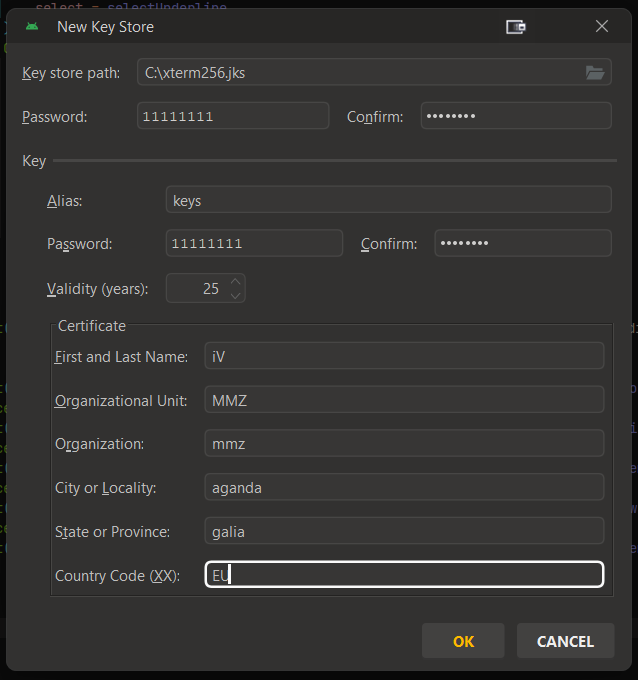 select = selectUnderline
New Key Store
Key store path: C:\xterm256.jks
Password: 11111111 Confirm: ••••••••
Key
Alias: keys
Password: 11111111 Confirm: ••••••••
Validity (years): 25
Certificate
First and Last Name: iV
Organizational Unit: MMZ
Organization: mmz
City or Locality: aganda
State or Province: galia
Country Code (XX): EU
OK CANCEL